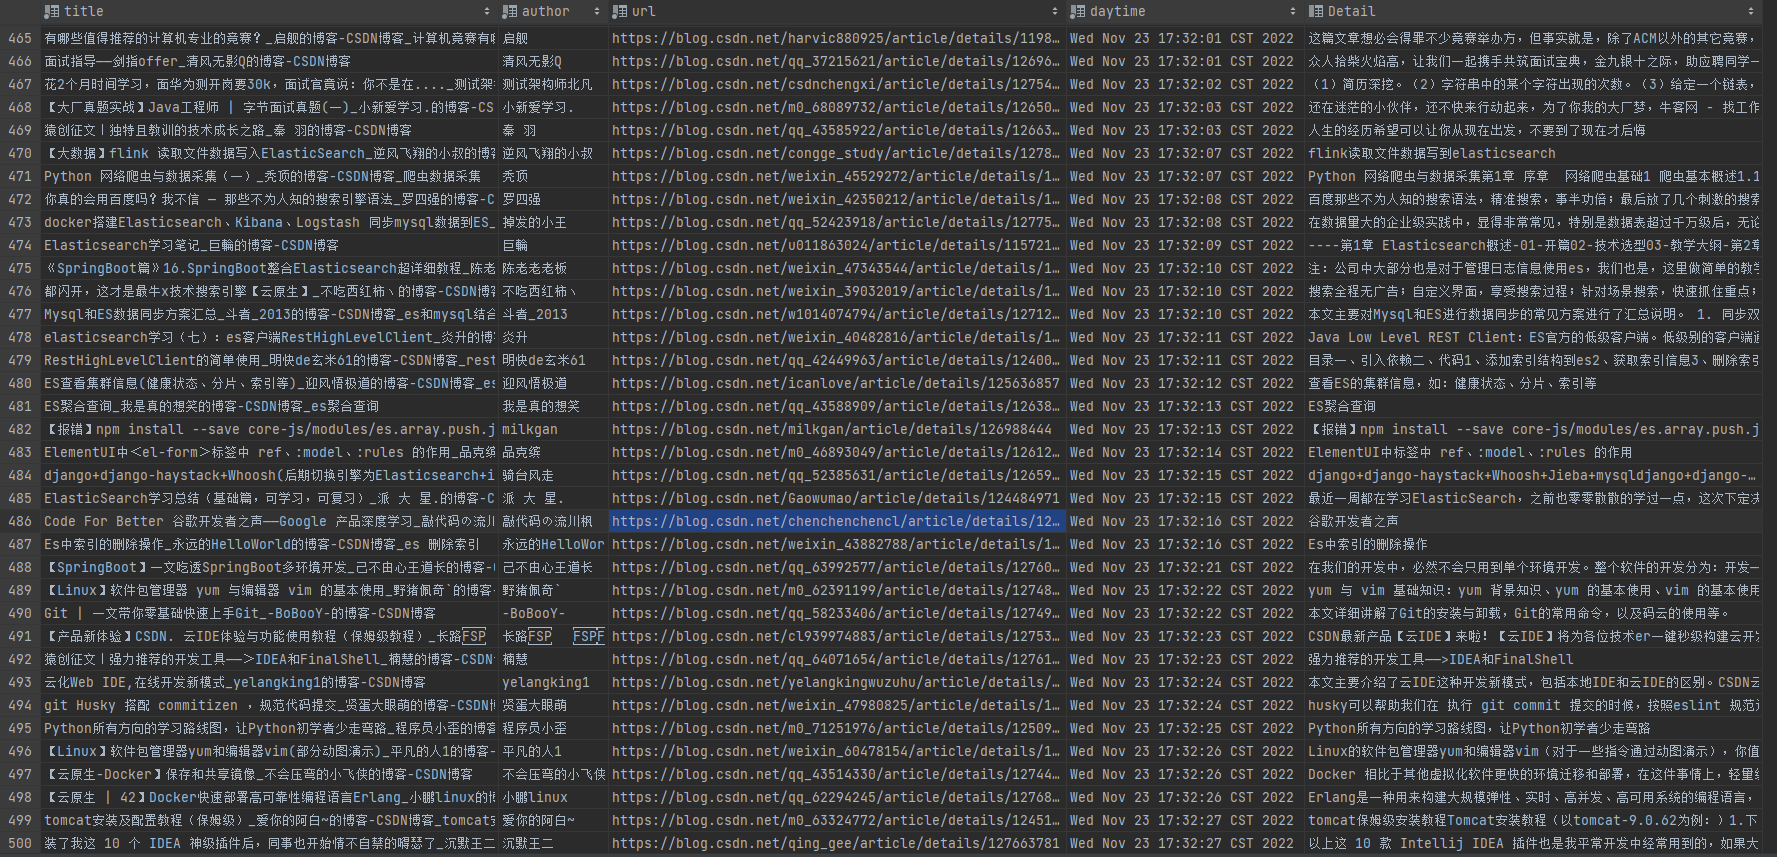 title author url daytime Detail
465 有哪些值得推荐的计算机专业的竞赛？_启舰的博客-CSDN博客_计算机竞赛有哪 启舰 https://blog.csdn.net/harvic880925/article/details/1198… Wed Nov 23 17:32:01 CST 2022 这篇文章想必会得罪不少竞赛举办方，但事实就是，除了ACM以外的其它竞赛，
466 面试指导——剑指offer_清风无影Q的博客-CSDN博客 清风无影Q https://blog.csdn.net/qq_37215621/article/details/12696… Wed Nov 23 17:32:01 CST 2022 众人拾柴火焰高，让我们一起携手共筑面试宝典，金九银十之际，助应聘同学一
467 花2个月时间学习，面华为测开岗要30k，面试官竟说：你不是在...._测试架 测试架构师北凡 https://blog.csdn.net/csdnchengxi/article/details/12754… Wed Nov 23 17:32:02 CST 2022 （1）简历深挖。（2）字符串中的某个字符出现的次数。（3）给定一个链表，
468 【大厂真题实战】Java工程师 | 字节面试真题(一)_小新爱学习.的博客-CS 小新爱学习. https://blog.csdn.net/m0_68089732/article/details/12650… Wed Nov 23 17:32:03 CST 2022 还在迷茫的小伙伴，还不快来行动起来，为了你我的大厂梦，牛客网 - 找工作
469 猿创征文｜独特且教训的技术成长之路_秦 羽的博客-CSDN博客 秦 羽 https://blog.csdn.net/qq_43585922/article/details/12663… Wed Nov 23 17:32:03 CST 2022 人生的经历希望可以让你从现在出发，不要到了现在才后悔
470 【大数据】flink 读取文件数据写入ElasticSearch_逆风飞翔的小叔的博客 逆风飞翔的小叔 https://blog.csdn.net/congge_study/article/details/1278… Wed Nov 23 17:32:07 CST 2022 flink读取文件数据写到elasticsearch
471 Python 网络爬虫与数据采集（一）_秃顶的博客-CSDN博客_爬虫数据采集 秃顶 https://blog.csdn.net/weixin_45529272/article/details/1… Wed Nov 23 17:32:07 CST 2022 Python 网络爬虫与数据采集第1章 序章  网络爬虫基础1 爬虫基本概述1.1
472 你真的会用百度吗？我不信 — 那些不为人知的搜索引擎语法_罗四强的博客-C 罗四强 https://blog.csdn.net/weixin_42350212/article/details/1… Wed Nov 23 17:32:08 CST 2022 百度那些不为人知的搜索语法，精准搜索，事半功倍；最后放了几个刺激的搜索
473 docker搭建Elasticsearch、Kibana、Logstash 同步mysql数据到ES_ 掉发的小王 https://blog.csdn.net/qq_52423918/article/details/12775… Wed Nov 23 17:32:08 CST 2022 在数据量大的企业级实践中，显得非常常见，特别是数据表超过千万级后，无论
474 Elasticsearch学习笔记_巨輪的博客-CSDN博客 巨輪 https://blog.csdn.net/u011863024/article/details/115721… Wed Nov 23 17:32:09 CST 2022 ----第1章 Elasticsearch概述-01-开篇02-技术选型03-教学大纲-第2章
475 《SpringBoot篇》16.SpringBoot整合Elasticsearch超详细教程_陈老 陈老老老板 https://blog.csdn.net/weixin_47343544/article/details/1… Wed Nov 23 17:32:10 CST 2022 注：公司中大部分也是对于管理日志信息使用es，我们也是，这里做简单的教学
476 都闪开，这才是最牛x技术搜索引擎【云原生】_不吃西红柿丶的博客-CSDN博客 不吃西红柿丶 https://blog.csdn.net/weixin_39032019/article/details/1… Wed Nov 23 17:32:10 CST 2022 搜索全程无广告；自定义界面，享受搜索过程；针对场景搜索，快速抓住重点；
477 Mysql和ES数据同步方案汇总_斗者_2013的博客-CSDN博客_es和mysql结合 斗者_2013 https://blog.csdn.net/w1014074794/article/details/12712… Wed Nov 23 17:32:10 CST 2022 本文主要对Mysql和ES进行数据同步的常见方案进行了汇总说明。 1. 同步双
478 elasticsearch学习（七）：es客户端RestHighLevelClient_炎升的博 炎升 https://blog.csdn.net/weixin_40482816/article/details/1… Wed Nov 23 17:32:11 CST 2022 Java Low Level REST Client：ES官方的低级客户端。低级别的客户端通
479 RestHighLevelClient的简单使用_明快de玄米61的博客-CSDN博客_rest 明快de玄米61 https://blog.csdn.net/qq_42449963/article/details/12400… Wed Nov 23 17:32:11 CST 2022 目录一、引入依赖二、代码1、添加索引结构到es2、获取索引信息3、删除索引
480 ES查看集群信息(健康状态、分片、索引等)_迎风悟极道的博客-CSDN博客_es 迎风悟极道 https://blog.csdn.net/icanlove/article/details/125636857 Wed Nov 23 17:32:12 CST 2022 查看ES的集群信息，如：健康状态、分片、索引等
481 ES聚合查询_我是真的想笑的博客-CSDN博客_es聚合查询 我是真的想笑 https://blog.csdn.net/qq_43588909/article/details/12638… Wed Nov 23 17:32:13 CST 2022 ES聚合查询
482 【报错】npm install --save core-js/modules/es.array.push.j milkgan https://blog.csdn.net/milkgan/article/details/126988444 Wed Nov 23 17:32:13 CST 2022 【报错】npm install --save core-js/modules/es.array.push.j
483 ElementUI中<el-form>标签中 ref、:model、:rules 的作用_品克缤 品克缤 https://blog.csdn.net/m0_46893049/article/details/12612… Wed Nov 23 17:32:14 CST 2022 ElementUI中标签中 ref、:model、:rules 的作用
484 django+django-haystack+Whoosh(后期切换引擎为Elasticsearch+i 骑台风走 https://blog.csdn.net/qq_52385631/article/details/12659… Wed Nov 23 17:32:15 CST 2022 django+django-haystack+Whoosh+Jieba+mysqldjango+django-…
485 ElasticSearch学习总结（基础篇，可学习，可复习）_派 大 星.的博客-C 派 大 星. https://blog.csdn.net/Gaowumao/article/details/124484971 Wed Nov 23 17:32:15 CST 2022 最近一周都在学习ElasticSearch，之前也零零散散的学过一点，这次下定决
486 Code For Better 谷歌开发者之声——Google 产品深度学习_敲代码の流川 敲代码の流川枫 https://blog.csdn.net/chenchenchencl/article/details/12… Wed Nov 23 17:32:16 CST 2022 谷歌开发者之声
487 Es中索引的删除操作_永远的HelloWorld的博客-CSDN博客_es 删除索引 永远的HelloWor https://blog.csdn.net/weixin_43882788/article/details/1… Wed Nov 23 17:32:16 CST 2022 Es中索引的删除操作
488 【SpringBoot】一文吃透SpringBoot多环境开发_己不由心王道长的博客- 己不由心王道长 https://blog.csdn.net/qq_63992577/article/details/12760… Wed Nov 23 17:32:21 CST 2022 在我们的开发中，必然不会只用到单个环境开发。整个软件的开发分为：开发—
489 【Linux】软件包管理器 yum 与编辑器 vim 的基本使用_野猪佩奇`的博客 野猪佩奇` https://blog.csdn.net/m0_62391199/article/details/12748… Wed Nov 23 17:32:22 CST 2022 yum 与 vim 基础知识：yum 背景知识、yum 的基本使用、vim 的基本使用
490 Git | 一文带你零基础快速上手Git_-BoBooY-的博客-CSDN博客 -BoBooY- https://blog.csdn.net/qq_58233406/article/details/12749… Wed Nov 23 17:32:22 CST 2022 本文详细讲解了Git的安装与卸载，Git的常用命令，以及码云的使用等。
491 【产品新体验】CSDN. 云IDE体验与功能使用教程（保姆级教程）_长路FSP 长路FSP FSPF https://blog.csdn.net/cl939974883/article/details/12753… Wed Nov 23 17:32:23 CST 2022 CSDN最新产品【云IDE】来啦！【云IDE】将为各位技术er一键秒级构建云开发
492 猿创征文｜强力推荐的开发工具——>IDEA和FinalShell_楠慧的博客-CSDN 楠慧 https://blog.csdn.net/qq_64071654/article/details/12761… Wed Nov 23 17:32:23 CST 2022 强力推荐的开发工具——>IDEA和FinalShell
493 云化Web IDE,在线开发新模式_yelangking1的博客-CSDN博客 yelangking1 https://blog.csdn.net/yelangkingwuzuhu/article/details/… Wed Nov 23 17:32:24 CST 2022 本文主要介绍了云IDE这种开发新模式，包括本地IDE和云IDE的区别。CSDN云
494 git Husky 搭配 commitizen ，规范代码提交_贤蛋大眼萌的博客-CSDN博 贤蛋大眼萌 https://blog.csdn.net/weixin_47980825/article/details/1… Wed Nov 23 17:32:24 CST 2022 husky可以帮助我们在 执行 git commit 提交的时候，按照eslint 规范
495 Python所有方向的学习路线图，让Python初学者少走弯路_程序员小歪的博客 程序员小歪 https://blog.csdn.net/m0_71251976/article/details/12509… Wed Nov 23 17:32:25 CST 2022 Python所有方向的学习路线图，让Python初学者少走弯路
496 【Linux】软件包管理器yum和编辑器vim(部分动图演示)_平凡的人1的博客- 平凡的人1 https://blog.csdn.net/weixin_60478154/article/details/1… Wed Nov 23 17:32:26 CST 2022 Linux的软件包管理器yum和编辑器vim（对于一些指令通过动图演示），你值
497 【云原生-Docker】保存和共享镜像_不会压弯的小飞侠的博客-CSDN博客 不会压弯的小飞侠 https://blog.csdn.net/qq_43514330/article/details/12744… Wed Nov 23 17:32:26 CST 2022 Docker 相比于其他虚拟化软件更快的环境迁移和部署，在这件事情上，轻量级
498 【云原生 | 42】Docker快速部署高可靠性编程语言Erlang_小鹏linux的博 小鹏linux https://blog.csdn.net/qq_62294245/article/details/12768… Wed Nov 23 17:32:26 CST 2022 Erlang是一种用来构建大规模弹性、实时、高并发、高可用系统的编程语言，
499 tomcat安装及配置教程（保姆级）_爱你的阿白~的博客-CSDN博客_tomcat安 爱你的阿白~ https://blog.csdn.net/m0_63324772/article/details/12451… Wed Nov 23 17:32:27 CST 2022 tomcat保姆级安装教程Tomcat安装教程（以tomcat-9.0.62为例：）1.下
500 装了我这 10 个 IDEA 神级插件后，同事也开始情不自禁的嘚瑟了_沉默王二 沉默王二 https://blog.csdn.net/qing_gee/article/details/127663781 Wed Nov 23 17:32:27 CST 2022 以上这 10 款 Intellij IDEA 插件也是我平常开发中经常用到的，如果大